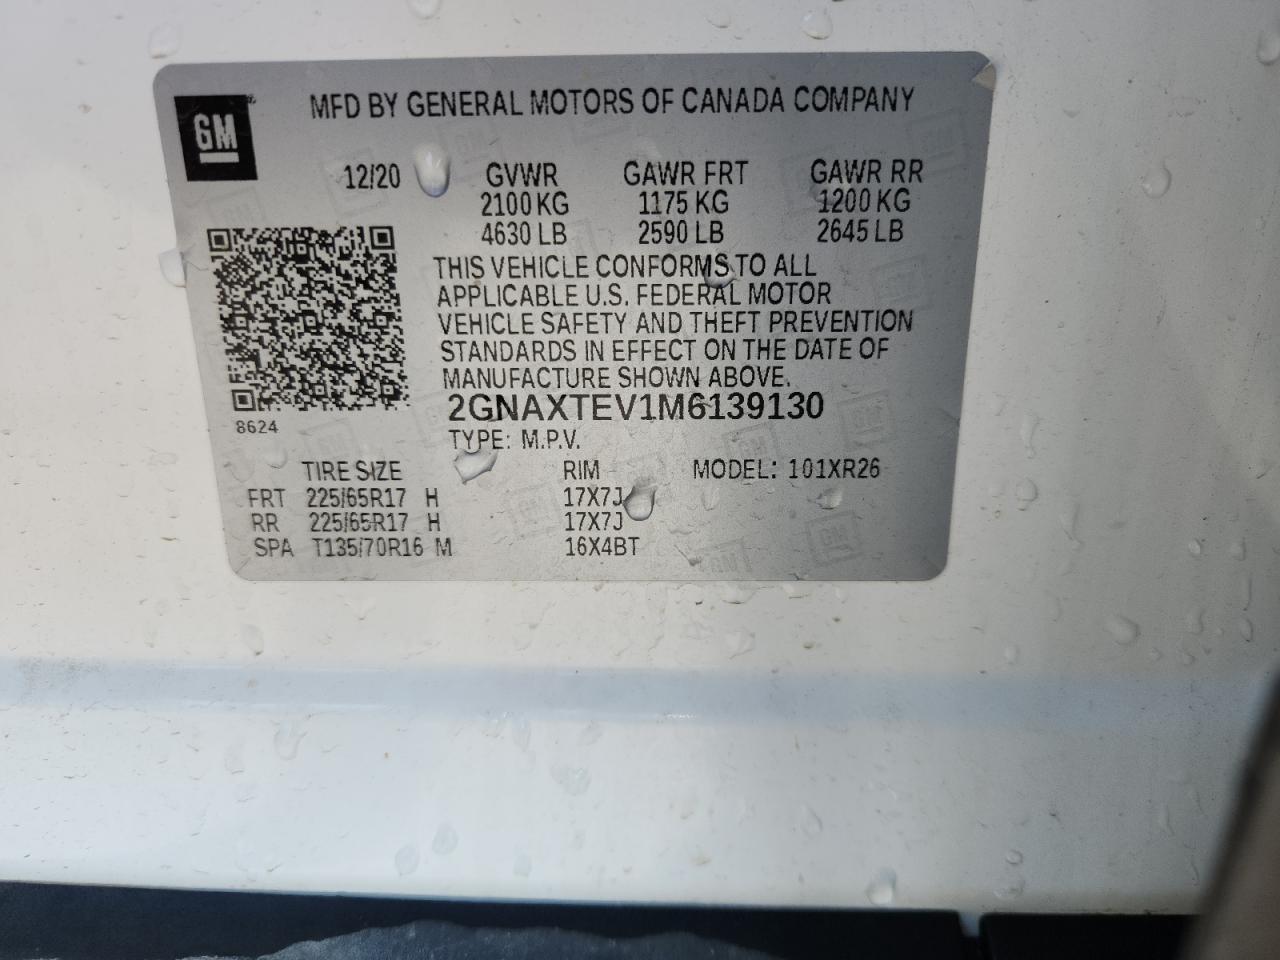 GM
MFD BY GENERAL MOTORS OF CANADA COMPANY
12/20 GVWR GAWR FRT GAWR RR
2100 KG 1175 KG 1200 KG
4630 LB 2590 LB 2645 LB
THIS VEHICLE CONFORMS TO ALL
APPLICABLE U.S. FEDERAL MOTOR
VEHICLE SAFETY AND THEFT PREVENTION
STANDARDS IN EFFECT ON THE DATE OF
MANUFACTURE SHOWN ABOVE.
2GNAXTEV1M6139130
8624
TYPE: M.P.V.
TIRE SIZE RIM MODEL: 101XR26
FRT 225/65R17 H 17X7J
RR 225/65R17 H 17X7J
SPA T135/70R16 M 16X4BT